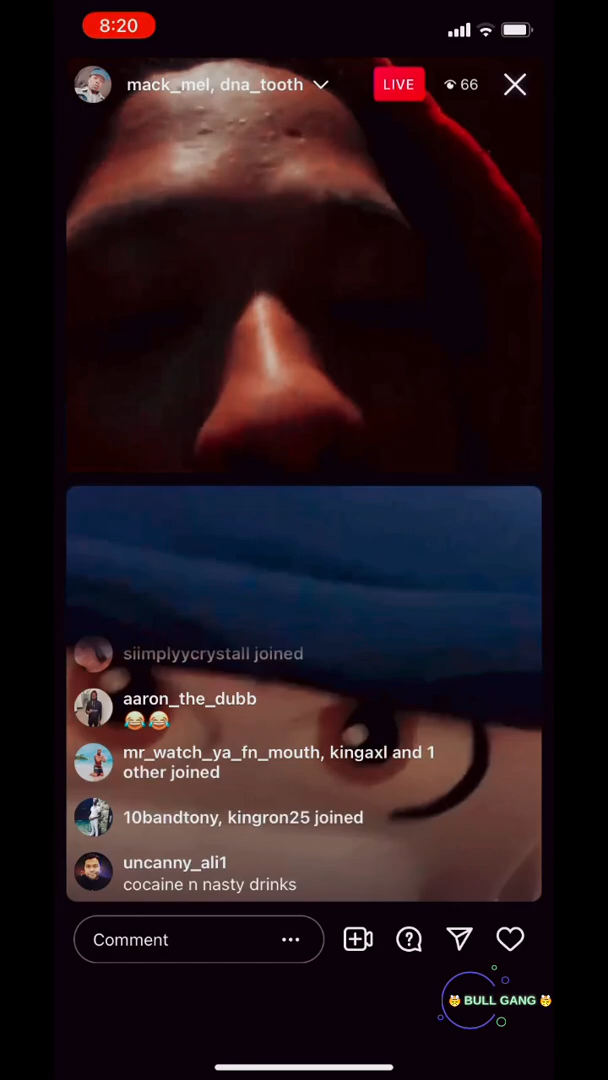 8:20
mack_mel, dna_tooth
LIVE
66
siimplyycrystall joined
aaron_the_dubb
😂😂
mr_watch_ya_fn_mouth, kingaxl and 1
other joined
10bandtony, kingron25 joined
uncanny_ali1
cocaine n nasty drinks
Comment
BULL GANG